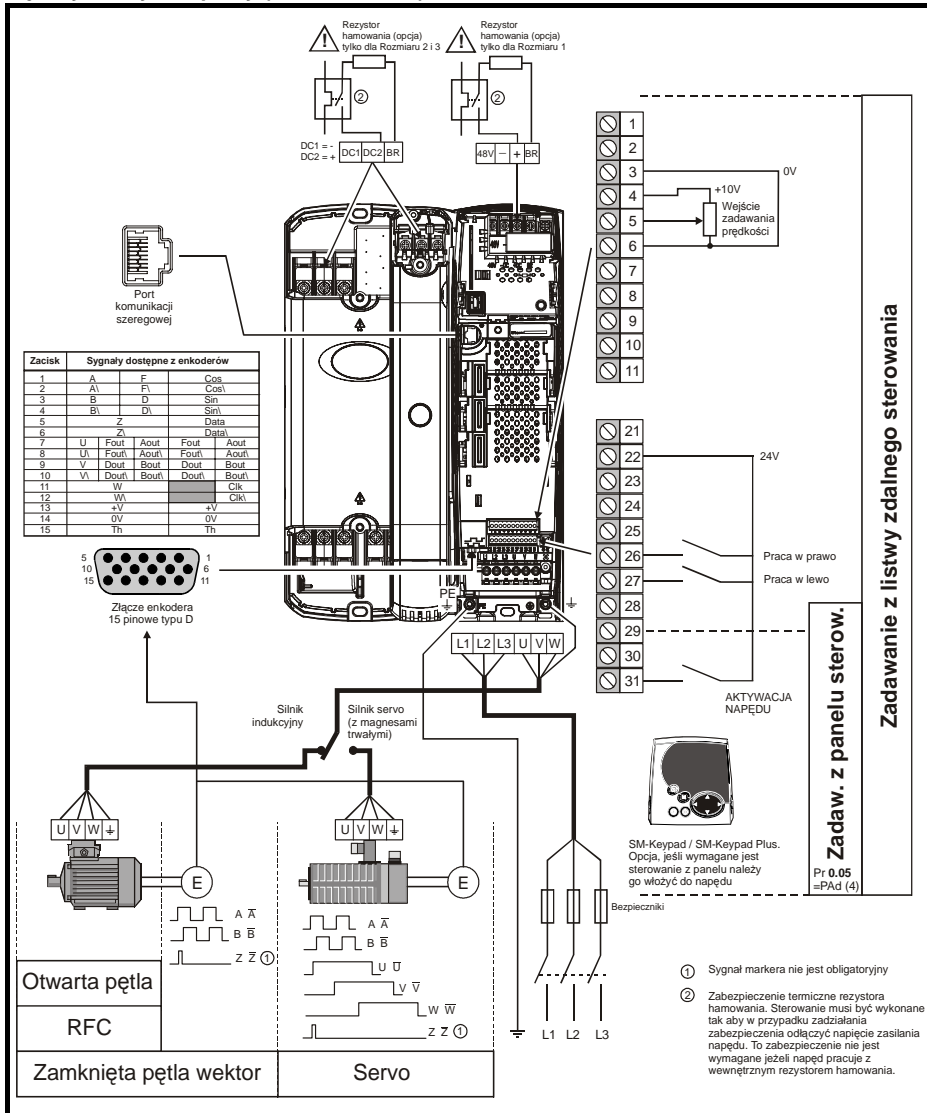 Rezystor
hamowania (opcja)
tylko dla Rozmiaru 2 i 3
Rezystor
hamowania (opcja)
tylko dla Rozmiaru 1
②
②
DC1 = -
DC2 = +
DC1 DC2 BR
48V − + BR
1
2
3
4
5
6
7
8
9
10
11
0V
+10V
Wejście
zadawania
prędkości
Port
komunikacji
szeregowej
Zacisk Sygnały dostępne z enkoderów
1 A F Cos
2 A\ F\ Cos\
3 B D Sin
4 B\ D\ Sin\
5 Z Data
6 Z\ Data\
7 U Fout Aout Fout Aout
8 U\ Fout\ Aout\ Fout\ Aout\
9 V Dout Bout Dout Bout
10 V\ Dout\ Bout\ Dout\ Bout\
11 W Clk
12 W\ Clk\
13 +V +V
14 0V 0V
15 Th Th
5 1
10 6
15 11
Złącze enkodera
15 pinowe typu D
PE
L1 L2 L3 U V W
21
22
23
24
25
26
27
28
29
30
31
24V
Praca w prawo
Praca w lewo
AKTYWACJA
NAPĘDU
Zadawanie z listwy zdalnego sterowania
Zadaw. z panelu sterow.
Pr 0.05
=PAd (4)
SM-Keypad / SM-Keypad Plus.
Opcja, jeśli wymagane jest
sterowanie z panelu należy
go włożyć do napędu
Silnik
indukcyjny
Silnik servo
(z magnesami
trwałymi)
U V W
U V W
E
E
A A̅
B B̅
Z Z̅ ①
A A̅
B B̅
U U̅
V V̅
W W̅
Z Z̅ ①
Otwarta pętla
RFC
Zamknięta pętla wektor
Servo
Bezpieczniki
L1 L2 L3
① Sygnał markera nie jest obligatoryjny
② Zabezpieczenie termiczne rezystora
hamowania. Sterowanie musi być wykonane
tak aby w przypadku zadziałania
zabezpieczenia odłączyć napięcie zasilania
napędu. To zabezpieczenie nie jest
wymagane jeżeli napęd pracuje z
wewnętrznym rezystorem hamowania.